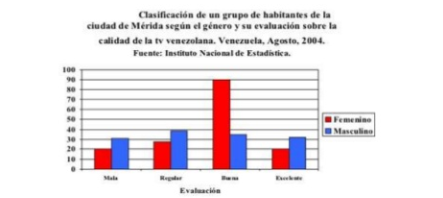 Clasificación de un grupo de habitantes de la
ciudad de Mérida según el género y su evaluación sobre la
calidad de la tv venezolana. Venezuela, Agosto, 2004.
Fuente: Instituto Nacional de Estadística.
100
90
80
70
60
50
40
30
20
10
0
Mala Regular Buena Excelente
Evaluación
Femenino
Masculino